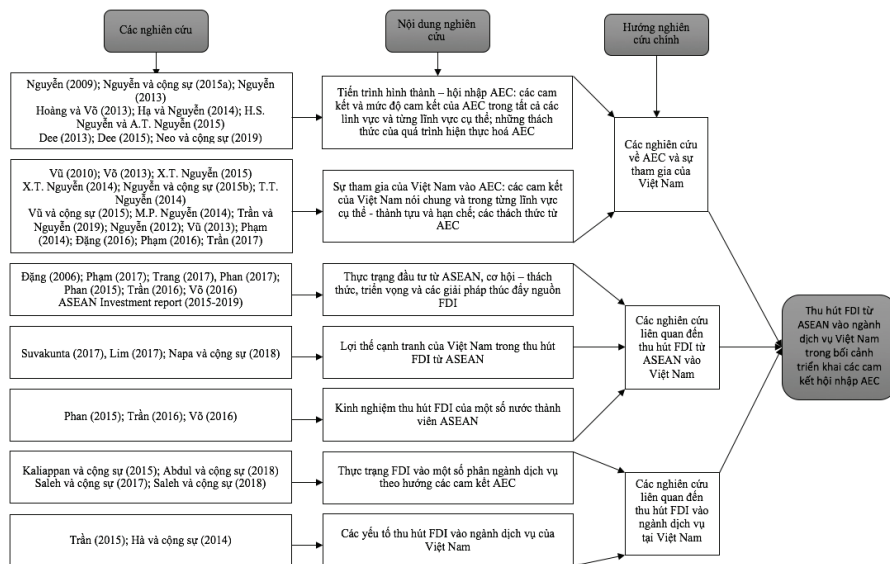 Các nghiên cứu
Nội dung nghiên
cứu
Hướng nghiên
cứu chính
Nguyễn (2009); Nguyễn và cộng sự (2015a); Nguyễn
(2013)
Hoàng và Võ (2013); Hạ và Nguyễn (2014); H.S.
Nguyễn và A.T. Nguyễn (2015)
Dee (2013); Dee (2015); Neo và cộng sự (2019)
Tiến trình hình thành – hội nhập AEC: các cam
kết và mức độ cam kết của AEC trong tất cả các
lĩnh vực và từng lĩnh vực cụ thể; những thách
thức của quá trình hiện thực hoá AEC
Vũ (2010); Võ (2013); X.T. Nguyễn (2015)
X.T. Nguyễn (2014); Nguyễn và cộng sự (2015b); T.T.
Nguyễn (2014)
Vũ và cộng sự (2015); M.P. Nguyễn (2014); Trần và
Nguyễn (2019); Nguyễn (2012); Vũ (2013); Phạm
(2014); Đặng (2016); Phạm (2016); Trần (2017)
Sự tham gia của Việt Nam vào AEC: các cam kết
của Việt Nam nói chung và trong từng lĩnh vực
cụ thể - thành tựu và hạn chế; các thách thức từ
AEC
Các nghiên cứu
về AEC và sự
tham gia của
Việt Nam
Đặng (2006); Phạm (2017); Trang (2017), Phan (2017);
Phan (2015); Trần (2016); Võ (2016)
ASEAN Investment report (2015-2019)
Thực trạng đầu tư từ ASEAN, cơ hội – thách
thức, triển vọng và các giải pháp thúc đẩy nguồn
FDI
Suvakunta (2017), Lim (2017); Napa và cộng sự (2018)
Lợi thế cạnh tranh của Việt Nam trong thu hút
FDI từ ASEAN
Phan (2015); Trần (2016); Võ (2016)
Kinh nghiệm thu hút FDI của một số nước thành
viên ASEAN
Các nghiên cứu
liên quan đến
thu hút FDI từ
ASEAN vào
Việt Nam
Kaliappan và cộng sự (2015); Abdul và cộng sự (2018)
Saleh và cộng sự (2017); Saleh và cộng sự (2018)
Thực trạng FDI vào một số phân ngành dịch vụ
theo hướng các cam kết AEC
Trần (2015); Hà và cộng sự (2014)
Các yếu tố thu hút FDI vào ngành dịch vụ của
Việt Nam
Các nghiên cứu
liên quan đến
thu hút FDI vào
ngành dịch vụ
tại Việt Nam
Thu hút FDI từ
ASEAN vào ngành
dịch vụ Việt Nam
trong bối cảnh
triển khai các cam
kết hội nhập AEC